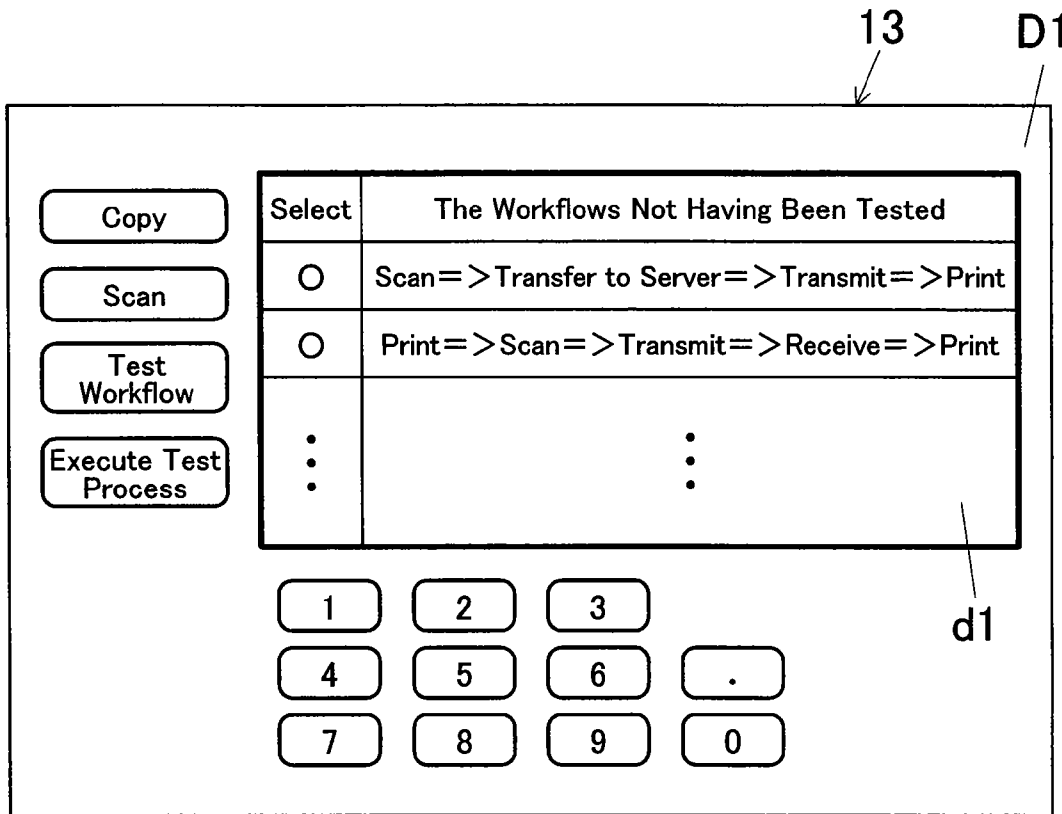 13
D1
Copy
Scan
Test
Workflow
Execute Test
Process
Select
The Workflows Not Having Been Tested
O
Scan=>Transfer to Server=>Transmit=>Print
O
Print=>Scan=>Transmit=>Receive=>Print
d1
1 2 3
4 5 6 .
7 8 9 0